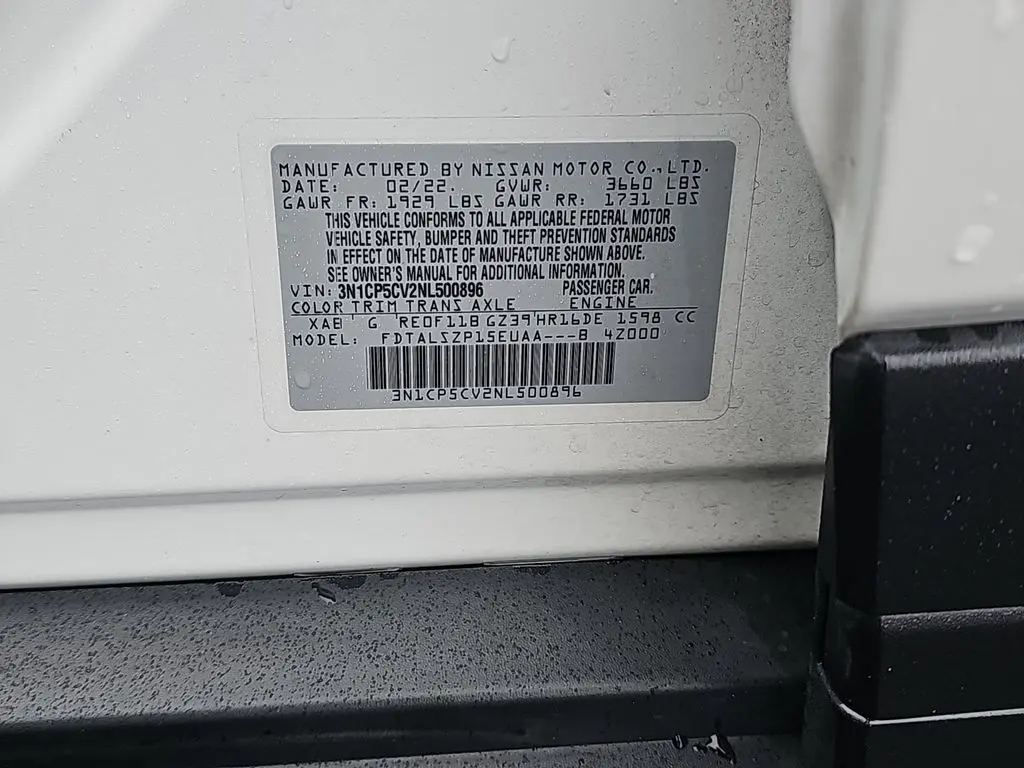 MANUFACTURED BY NISSAN MOTOR CO., LTD.
DATE: 02/22. GVWR: 3660 LBS
GAWR FR: 1929 LBS GAWR RR: 1731 LBS
THIS VEHICLE CONFORMS TO ALL APPLICABLE FEDERAL MOTOR
VEHICLE SAFETY, BUMPER AND THEFT PREVENTION STANDARDS
IN EFFECT ON THE DATE OF MANUFACTURE SHOWN ABOVE.
SEE OWNER'S MANUAL FOR ADDITIONAL INFORMATION.
VIN: 3N1CP5CV2NL500896 PASSENGER CAR.
COLOR TRIM TRANS AXLE ENGINE
XAB G RE0F11B GZ39 HR16DE 1598 CC
MODEL: FDTALSZP15EUAA---B 4Z000
3N1CP5CV2NL500896